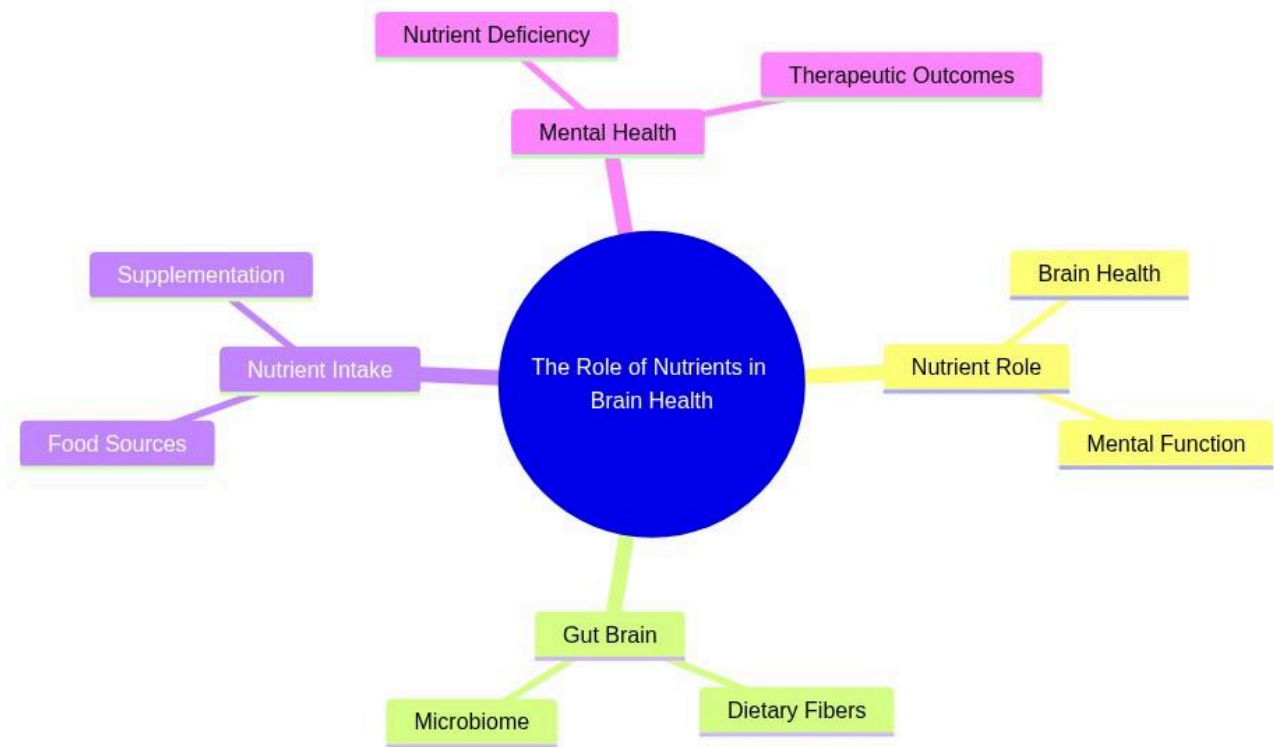 Nutrient Deficiency
Therapeutic Outcomes
Mental Health
Supplementation
Brain Health
Nutrient Intake
The Role of Nutrients in
Brain Health
Nutrient Role
Food Sources
Mental Function
Gut Brain
Microbiome
Dietary Fibers